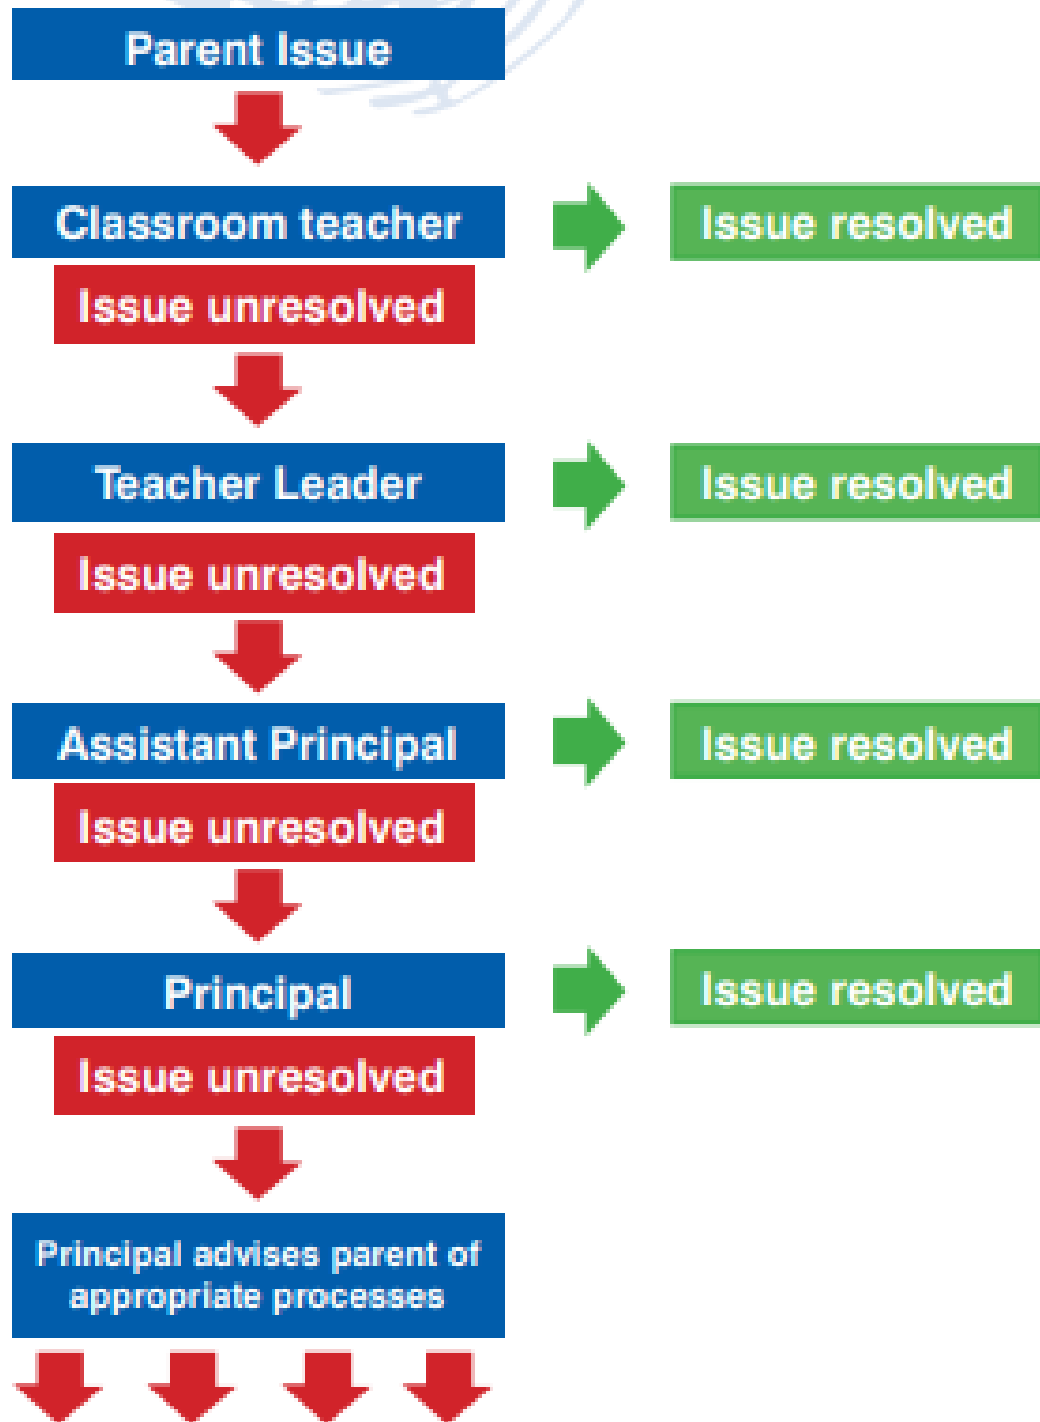 Parent Issue
Classroom teacher
Issue resolved
Issue unresolved
Teacher Leader
Issue resolved
Issue unresolved
Assistant Principal
Issue resolved
Issue unresolved
Principal
Issue resolved
Issue unresolved
Principal advises parent of
appropriate processes